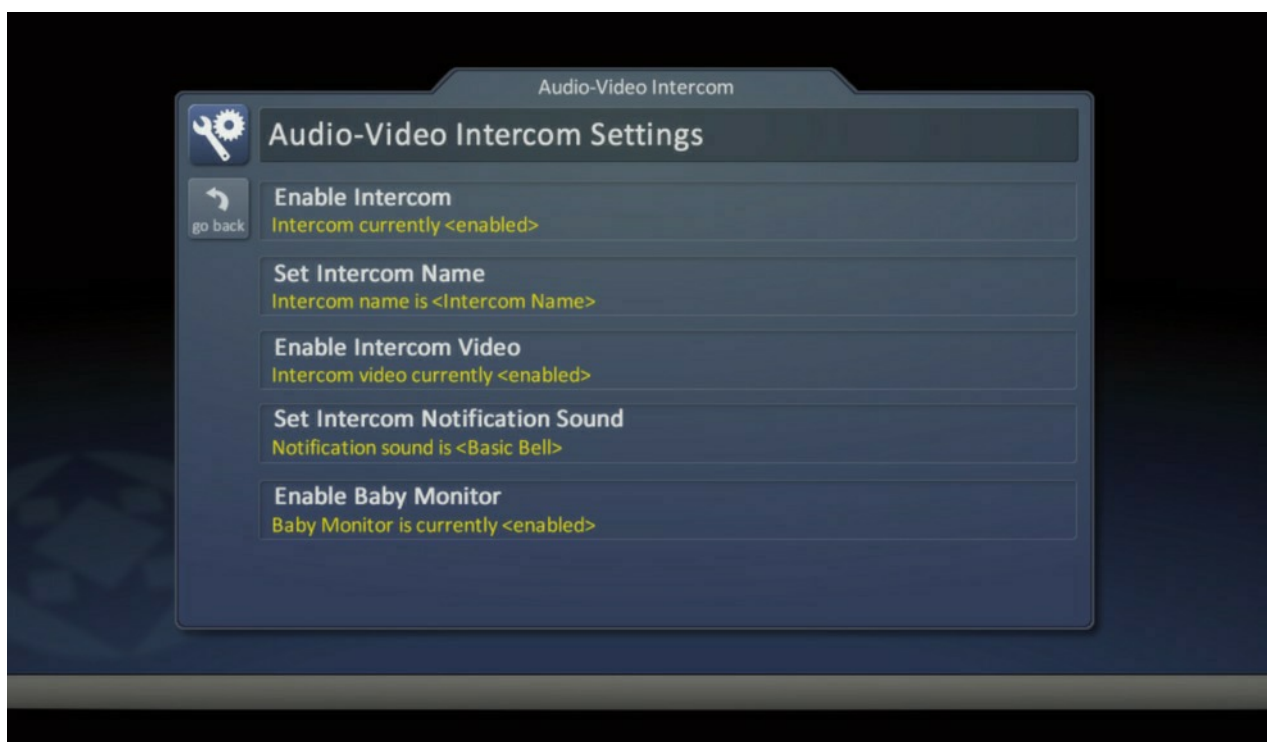 Audio-Video Intercom
Audio-Video Intercom Settings
go back
Enable Intercom
Intercom currently <enabled>
Set Intercom Name
Intercom name is <Intercom Name>
Enable Intercom Video
Intercom video currently <enabled>
Set Intercom Notification Sound
Notification sound is <Basic Bell>
Enable Baby Monitor
Baby Monitor is currently <enabled>